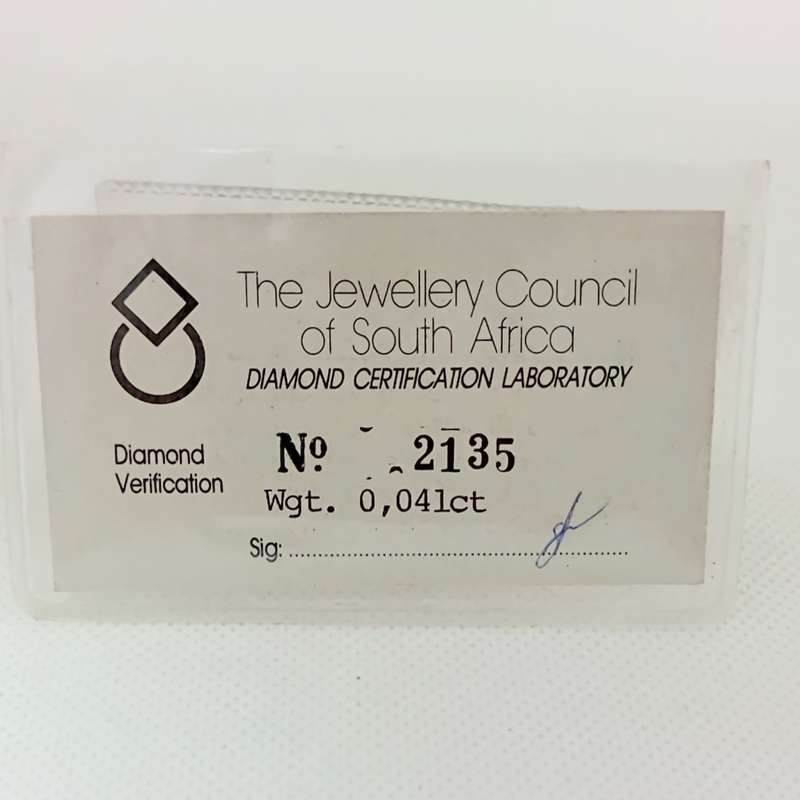 The Jewellery Council
of South Africa
DIAMOND CERTIFICATION LABORATORY
Diamond
Verification
Nº 2135
Wgt. 0,041ct
Sig: